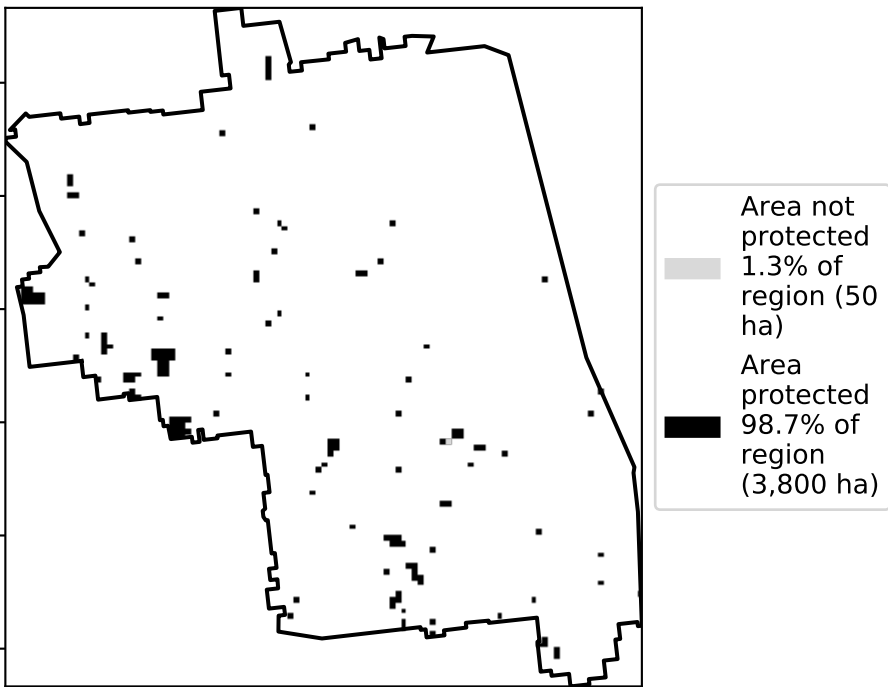 Area not
protected
1.3% of
region (50
ha)
Area
protected
98.7% of
region
(3,800 ha)